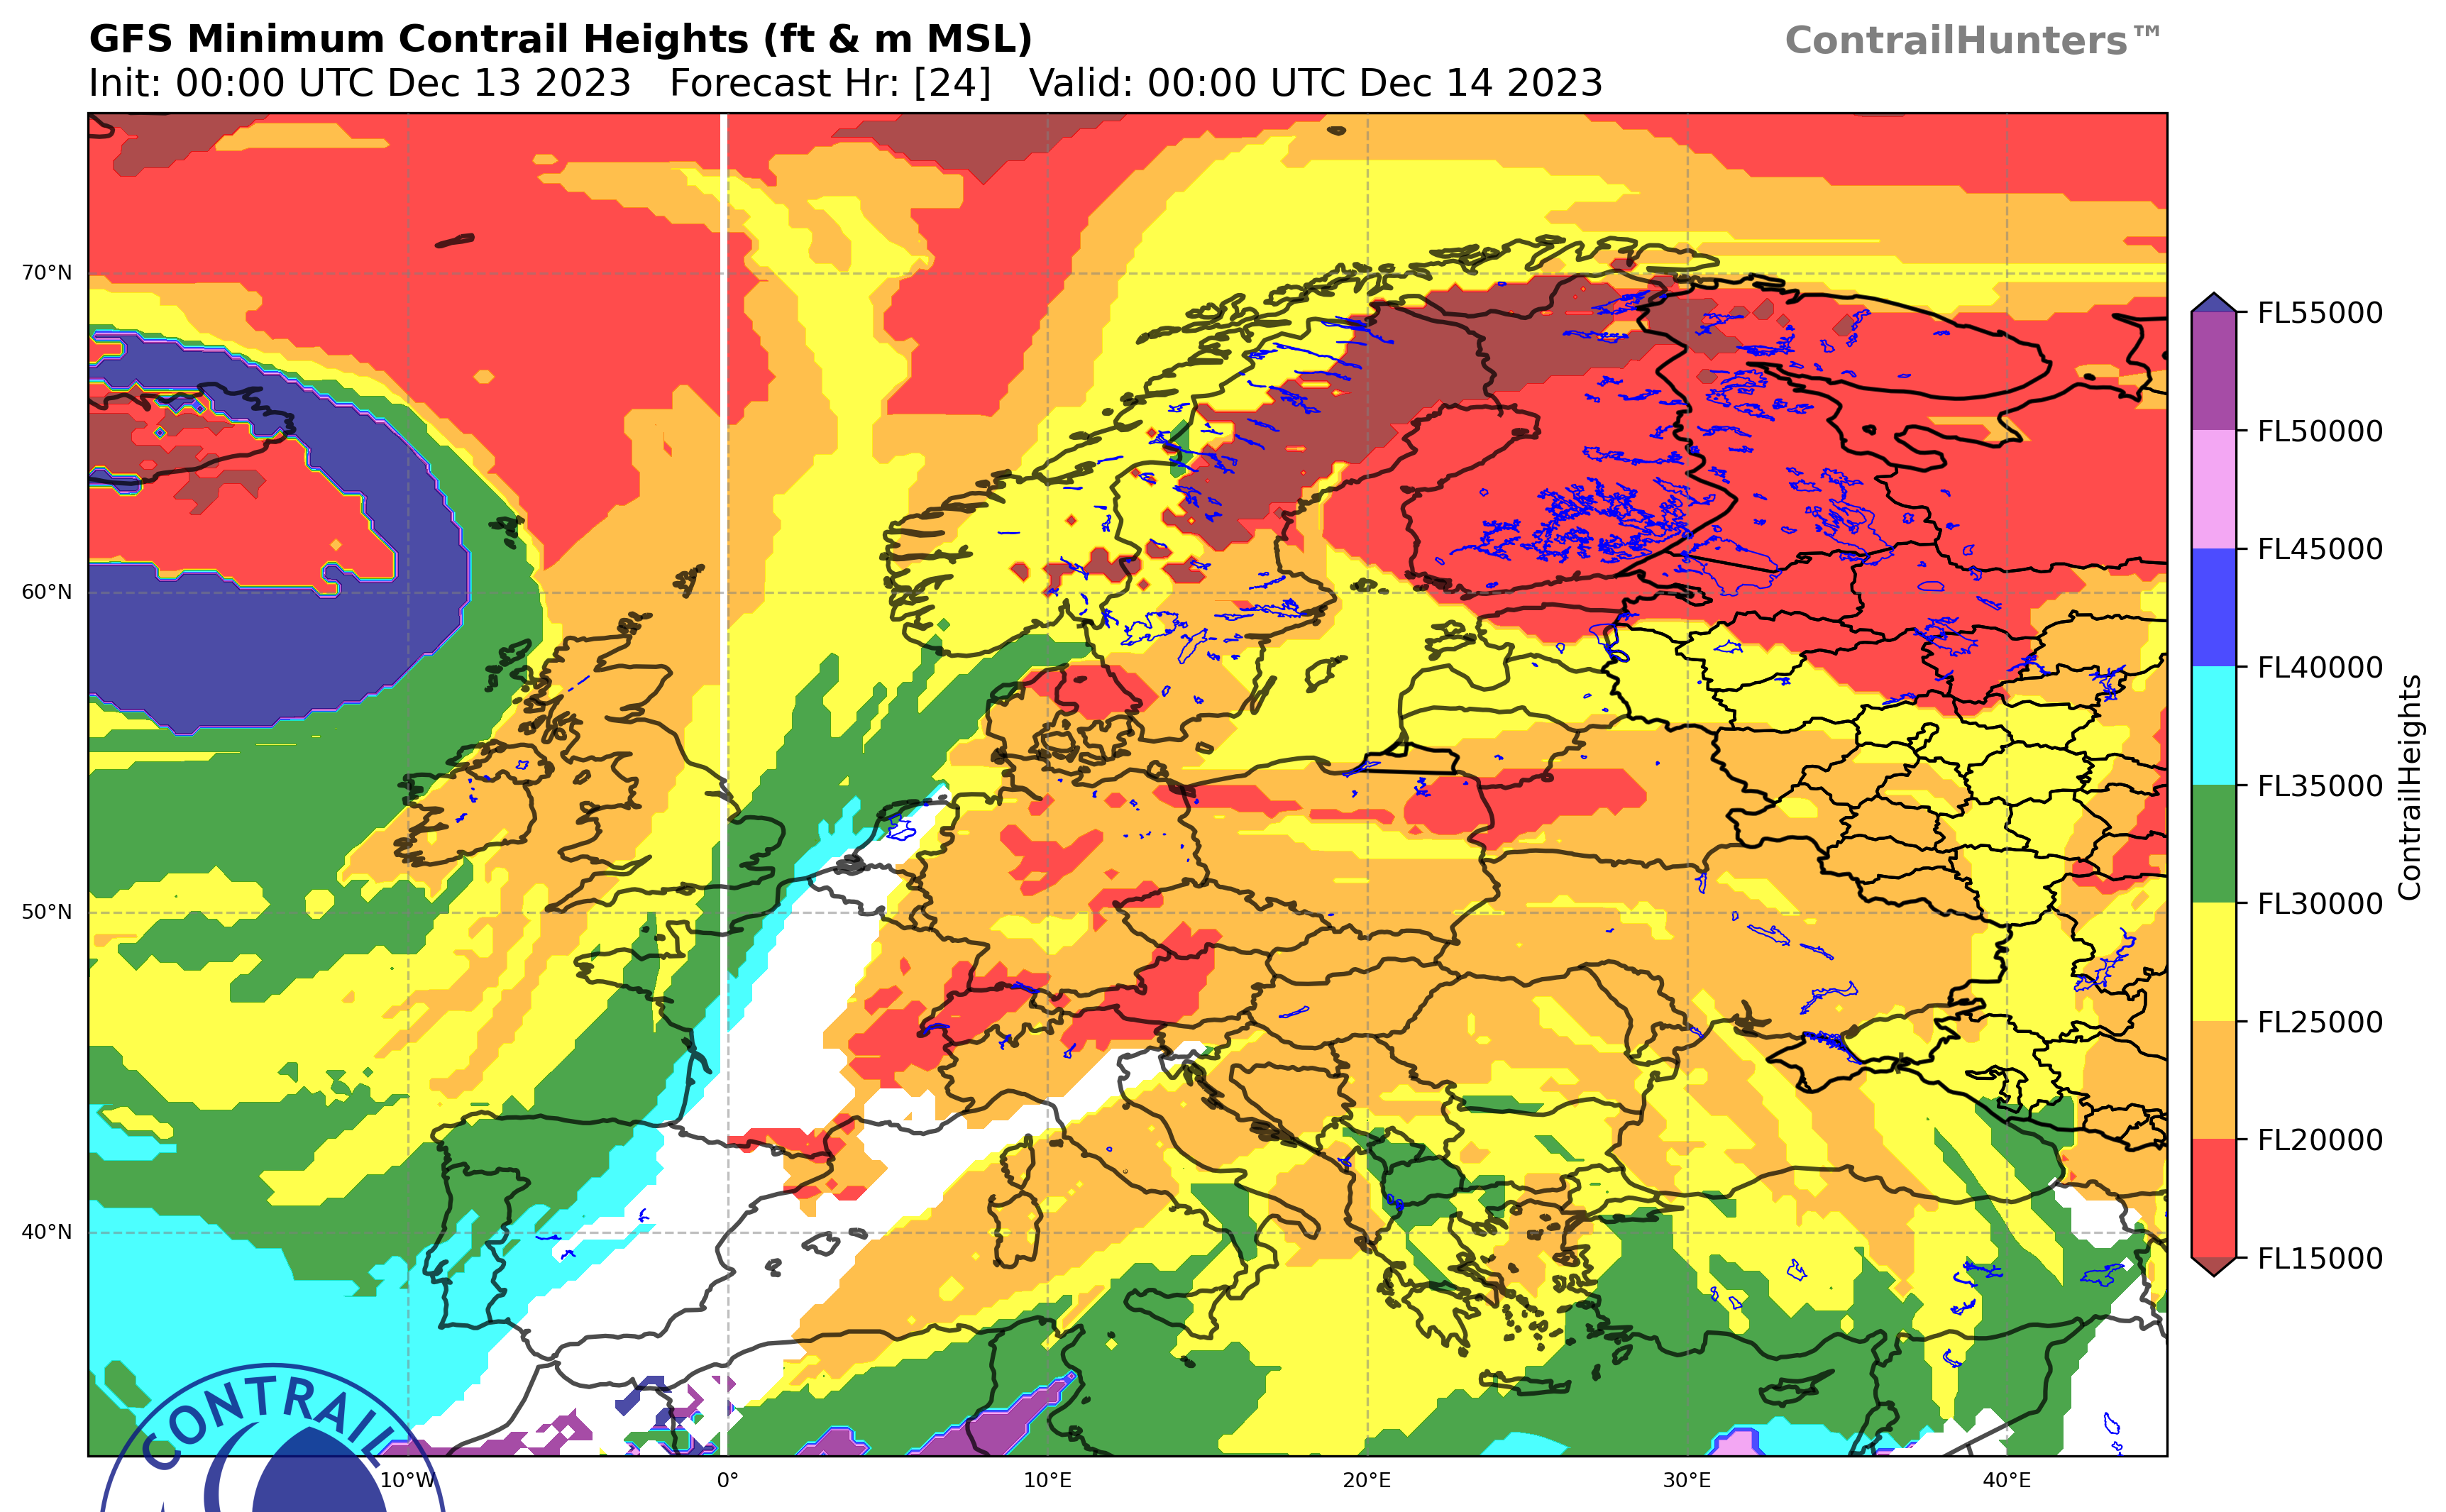 GFS Minimum Contrail Heights (ft & m MSL)
ContrailHunters™
Init: 00:00 UTC Dec 13 2023 Forecast Hr: [24] Valid: 00:00 UTC Dec 14 2023
70°N
60°N
50°N
40°N
10°W
0°
10°E
20°E
30°E
40°E
FL55000
FL50000
FL45000
FL40000
FL35000
FL30000
FL25000
FL20000
FL15000
ContrailHeights
CONTRAIL